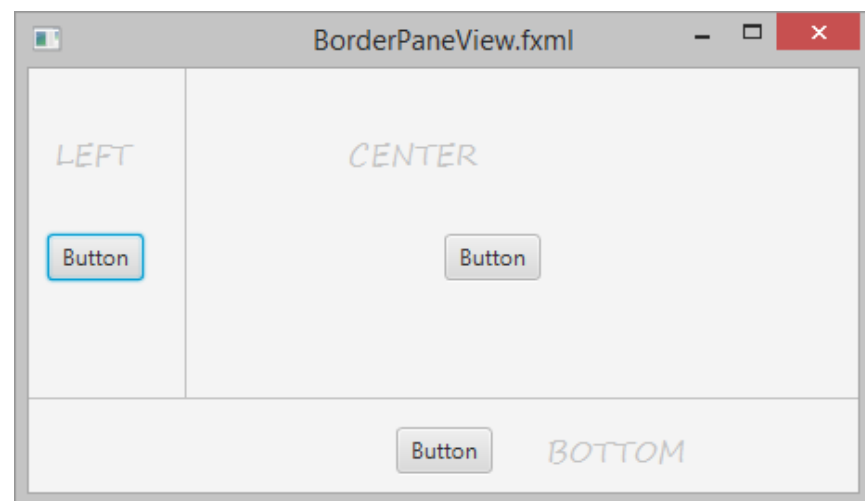 BorderPaneView.fxml
LEFT
CENTER
Button
Button
Button
BOTTOM